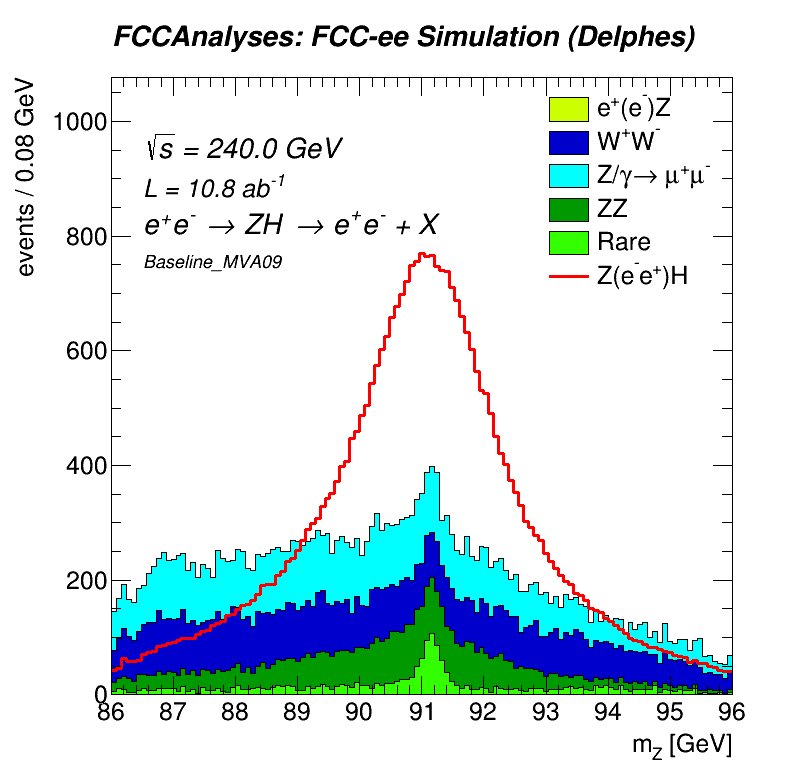 FCCAnalyses: FCC-ee Simulation (Delphes)
events / 0.08 GeV
1000
800
600
400
200
0
√s = 240.0 GeV
L = 10.8 ab⁻¹
e⁺e⁻ → ZH → e⁺e⁻ + X
Baseline_MVA09
e⁺(e⁻)Z
W⁺W⁻
Z/γ→ μ⁺μ⁻
ZZ
Rare
Z(e⁻e⁺)H
86 87 88 89 90 91 92 93 94 95 96
m_Z [GeV]